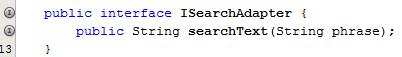 public interface ISearchAdapter {
public String searchText(String phrase);
13 }